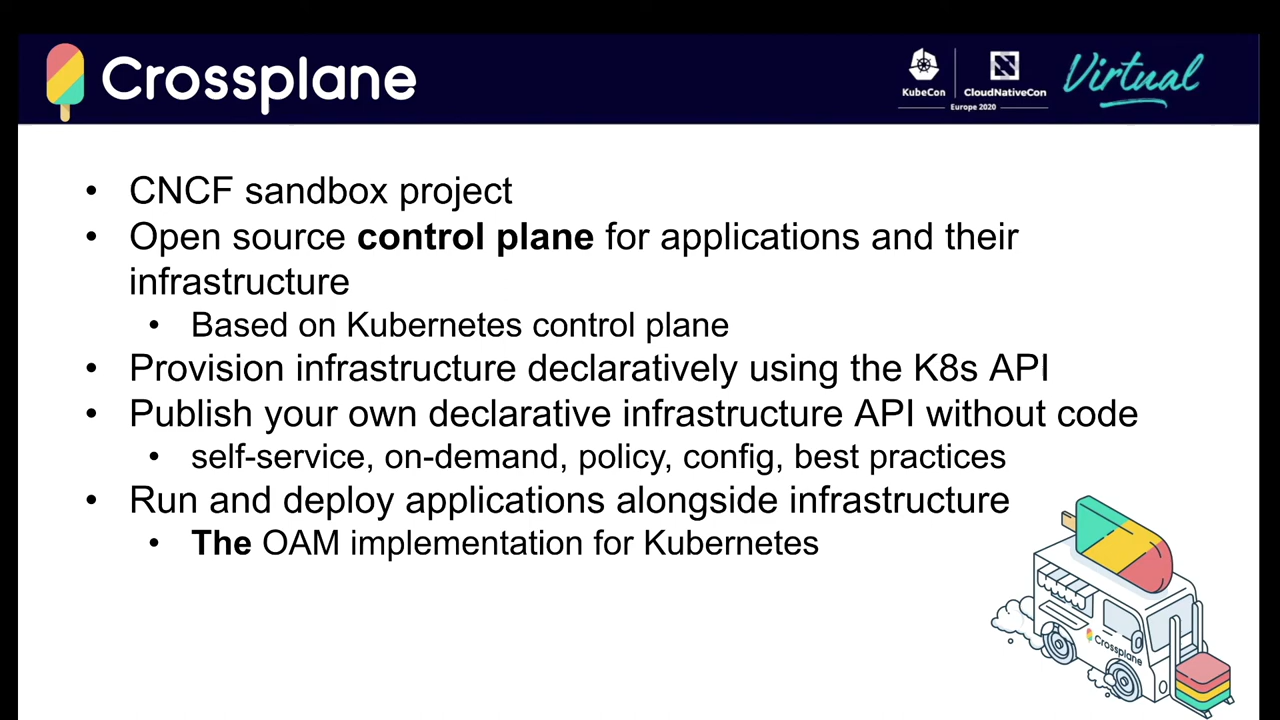 Crossplane
KubeCon
CloudNativeCon
Europe 2020
Virtual
• CNCF sandbox project
• Open source control plane for applications and their
infrastructure
• Based on Kubernetes control plane
• Provision infrastructure declaratively using the K8s API
• Publish your own declarative infrastructure API without code
• self-service, on-demand, policy, config, best practices
• Run and deploy applications alongside infrastructure
• The OAM implementation for Kubernetes
Crossplane